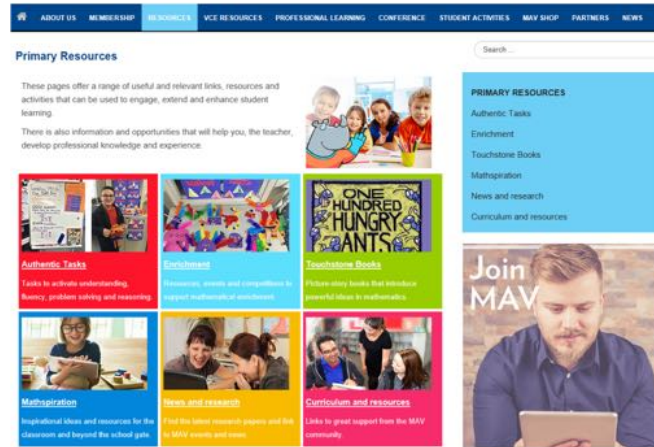 ABOUT US MEMBERSHIP RESOURCES VCE RESOURCES PROFESSIONAL LEARNING CONFERENCE STUDENT ACTIVITIES MAV SHOP PARTNERS NEWS
Primary Resources
Search ...
These pages offer a range of useful and relevant links, resources and
activities that can be used to engage, extend and enhance student
learning.
There is also information and opportunities that will help you, the teacher,
develop professional knowledge and experience.
PRIMARY RESOURCES
Authentic Tasks
Enrichment
Touchstone Books
Mathspiration
News and research
Curriculum and resources
ONE
HUNDRED
HUNGRY
ANTS
Authentic Tasks
Tasks to activate understanding,
fluency, problem solving and reasoning.
Enrichment
Resources, events and competitions to
support mathematical enrichment.
Touchstone Books
Picture-story books that introduce
powerful ideas in mathematics.
Mathspiration
Inspirational ideas and resources for the
classroom and beyond the school gate.
News and research
Find the latest research papers and link
to MAV events and news.
Curriculum and resources
Links to great support from the MAV
community.
Join
MAV